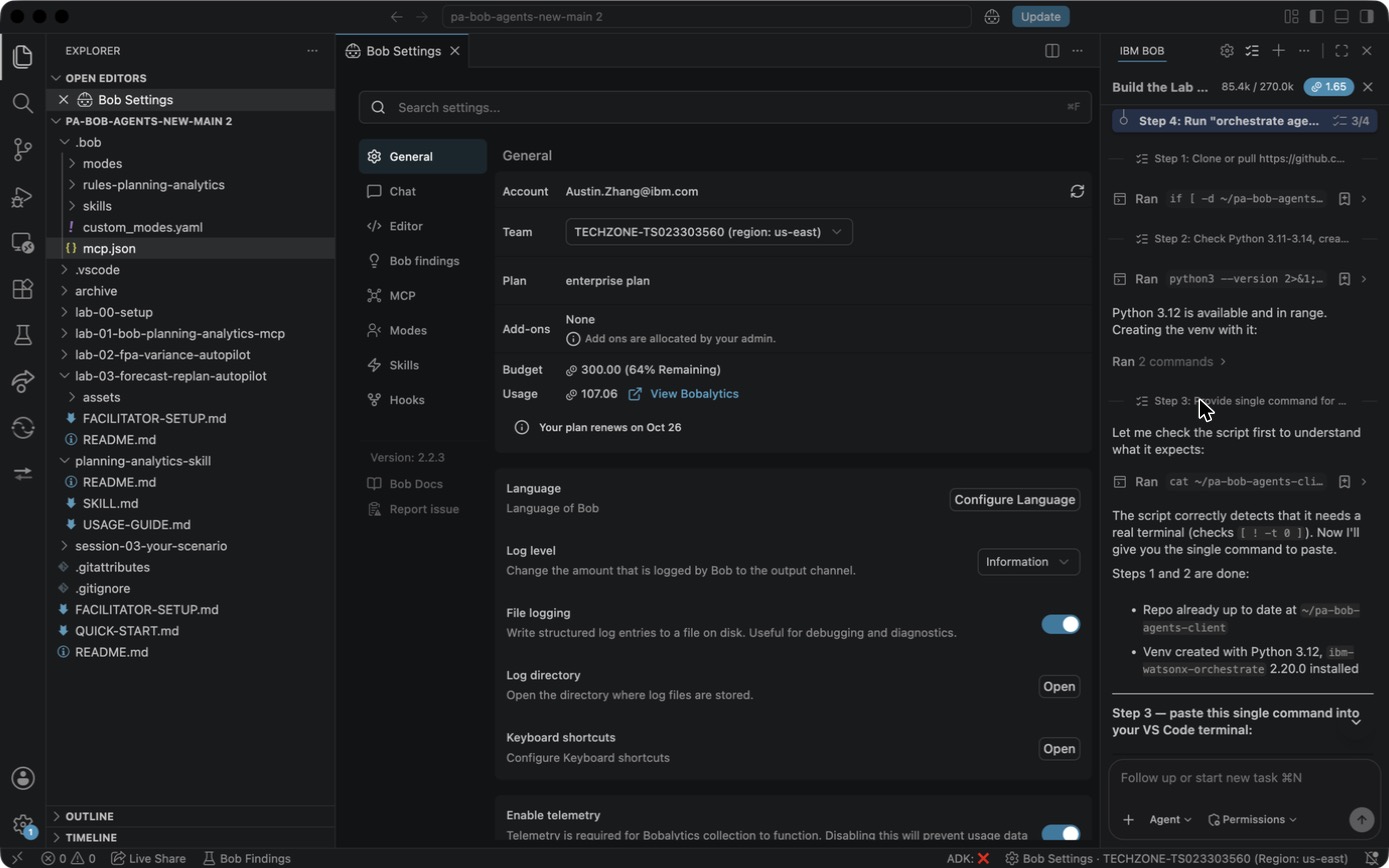 pa-bob-agents-new-main 2
Update
EXPLORER
OPEN EDITORS
Bob Settings
PA-BOB-AGENTS-NEW-MAIN 2
.bob
modes
rules-planning-analytics
skills
! custom_modes.yaml
{} mcp.json
.vscode
archive
lab-00-setup
lab-01-bob-planning-analytics-mcp
lab-02-fpa-variance-autopilot
lab-03-forecast-replan-autopilot
assets
FACILITATOR-SETUP.md
README.md
planning-analytics-skill
README.md
SKILL.md
USAGE-GUIDE.md
session-03-your-scenario
.gitattributes
.gitignore
FACILITATOR-SETUP.md
QUICK-START.md
README.md
OUTLINE
TIMELINE
1
Bob Settings
Search settings...
⌘F
General
Chat
Editor
Bob findings
MCP
Modes
Skills
Hooks
Version: 2.2.3
Bob Docs
Report issue
General
Account Austin.Zhang@ibm.com
Team TECHZONE-TS023303560 (region: us-east)
Plan enterprise plan
Add-ons None
Add ons are allocated by your admin.
Budget 300.00 (64% Remaining)
Usage 107.06 View Bobalytics
Your plan renews on Oct 26
Language
Language of Bob
Configure Language
Log level
Change the amount that is logged by Bob to the output channel.
Information
File logging
Write structured log entries to a file on disk. Useful for debugging and diagnostics.
Log directory
Open the directory where log files are stored.
Open
Keyboard shortcuts
Configure Keyboard shortcuts
Open
Enable telemetry
Telemetry is required for Bobalytics collection to function. Disabling this will prevent usage data
IBM BOB
Build the Lab ... 85.4k / 270.0k 1.65
Step 4: Run "orchestrate age... 3/4
Step 1: Clone or pull https://github.c...
Ran if [ -d ~/pa-bob-agents...
Step 2: Check Python 3.11-3.14, crea...
Ran python3 --version 2>&1;...
Python 3.12 is available and in range.
Creating the venv with it:
Ran 2 commands
Step 3: Provide single command for ...
Let me check the script first to understand
what it expects:
Ran cat ~/pa-bob-agents-cli...
The script correctly detects that it needs a
real terminal (checks [ ! -t 0 ]). Now I'll
give you the single command to paste.
Steps 1 and 2 are done:
• Repo already up to date at ~/pa-bob-
agents-client
• Venv created with Python 3.12, ibm-
watsonx-orchestrate 2.20.0 installed
Step 3 — paste this single command into
your VS Code terminal:
Follow up or start new task ⌘N
Agent
Permissions
0 0
Live Share
Bob Findings
ADK: ❌
Bob Settings · TECHZONE-TS023303560 (Region: us-east)